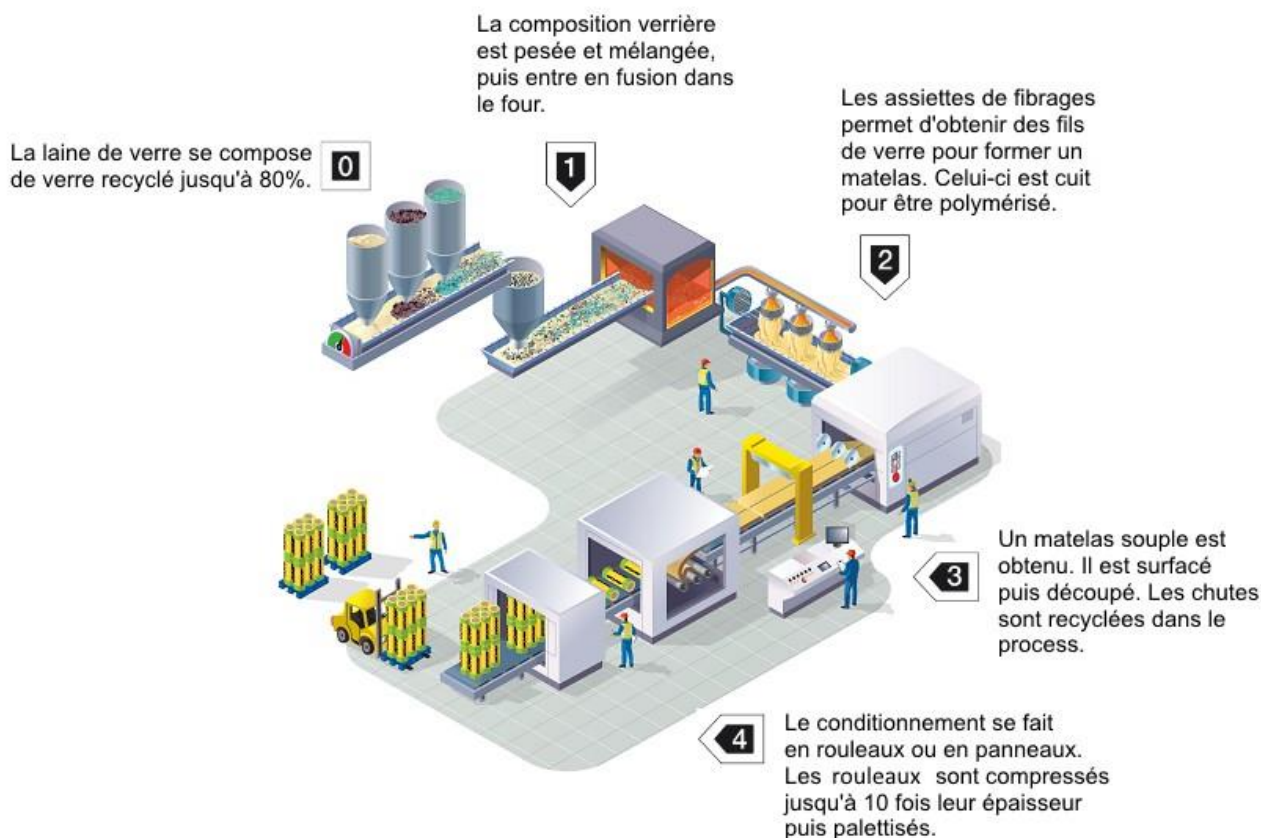 La laine de verre se compose
de verre recyclé jusqu'à 80%.
0
La composition verrière
est pesée et mélangée,
puis entre en fusion dans
le four.
1
Les assiettes de fibrages
permet d'obtenir des fils
de verre pour former un
matelas. Celui-ci est cuit
pour être polymérisé.
2
Un matelas souple est
obtenu. Il est surfacé
puis découpé. Les chutes
sont recyclées dans le
process.
3
Le conditionnement se fait
en rouleaux ou en panneaux.
Les rouleaux sont compressés
jusqu'à 10 fois leur épaisseur
puis palettisés.
4